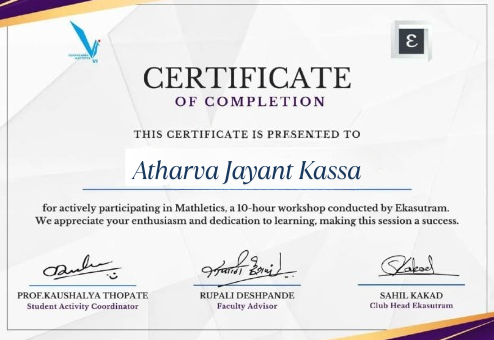 CERTIFICATE
OF COMPLETION
THIS CERTIFICATE IS PRESENTED TO
Atharva Jayant Kassa
for actively participating in Mathletics, a 10-hour workshop conducted by Ekasutram.
We appreciate your enthusiasm and dedication to learning, making this session a success.
PROF.KAUSHALYA THOPATE
Student Activity Coordinator
RUPALI DESHPANDE
Faculty Advisor
SAHIL KAKAD
Club Head Ekasutram